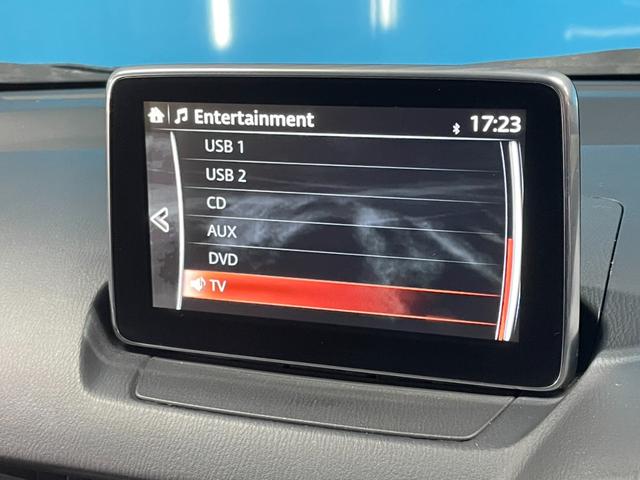 Entertainment 17:23
USB 1
USB 2
CD
AUX
DVD
TV